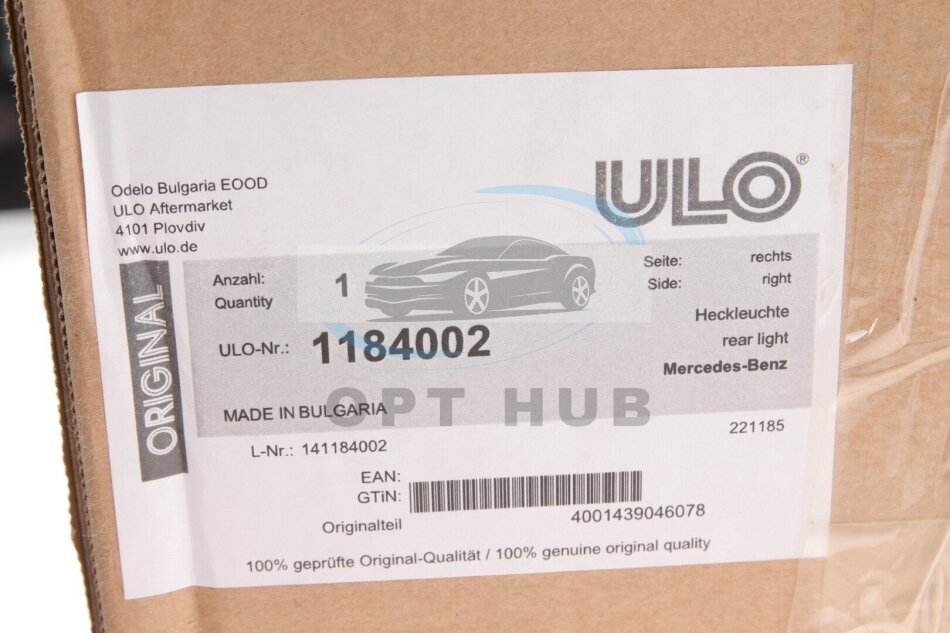 Odelo Bulgaria EOOD
ULO Aftermarket
4101 Plovdiv
www.ulo.de
ULO®
ORIGINAL
Anzahl:
Quantity
1
Seite: rechts
Side: right
ULO-Nr.: 1184002
Heckleuchte
rear light
Mercedes-Benz
OPT HUB
MADE IN BULGARIA
221185
L-Nr.: 141184002
EAN:
GTiN:
4001439046078
Originalteil
100% geprüfte Original-Qualität / 100% genuine original quality